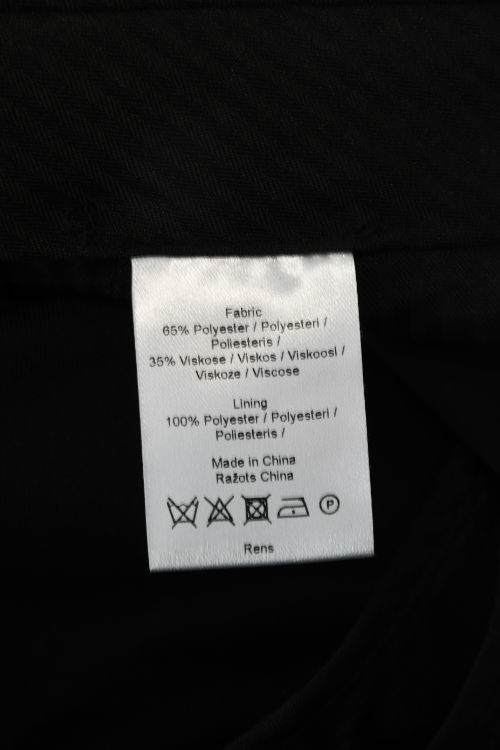 Fabric
65% Polyester / Polyesteri /
Poliesteris /
35% Viskose / Viskos / Viskoosi /
Viskoze / Viscose
Lining
100% Polyester / Polyesteri /
Poliesteris /
Made in China
Ražots China
P
Rens